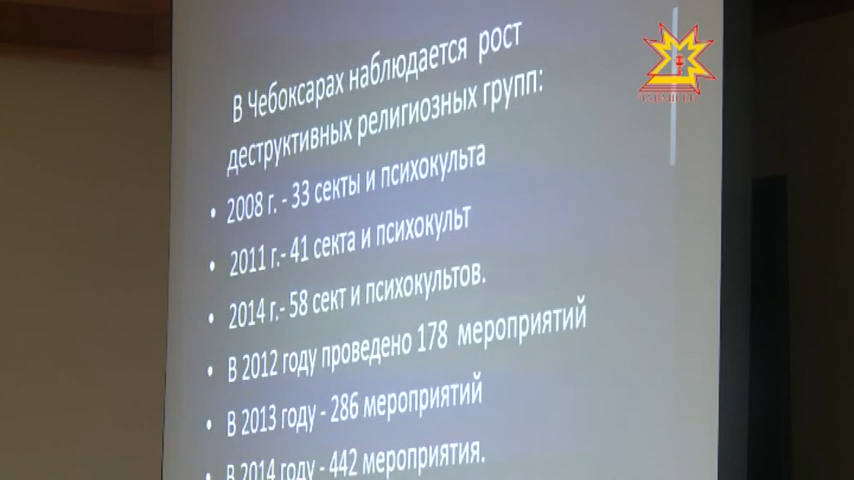 В Чебоксарах наблюдается рост
деструктивных религиозных групп:
• 2008 г. - 33 секты и психокульта
• 2011 г.- 41 секта и психокульт
• 2014 г.- 58 сект и психокультов.
• В 2012 году проведено 178 мероприятий
• В 2013 году - 286 мероприятий
• В 2014 году - 442 мероприятия.